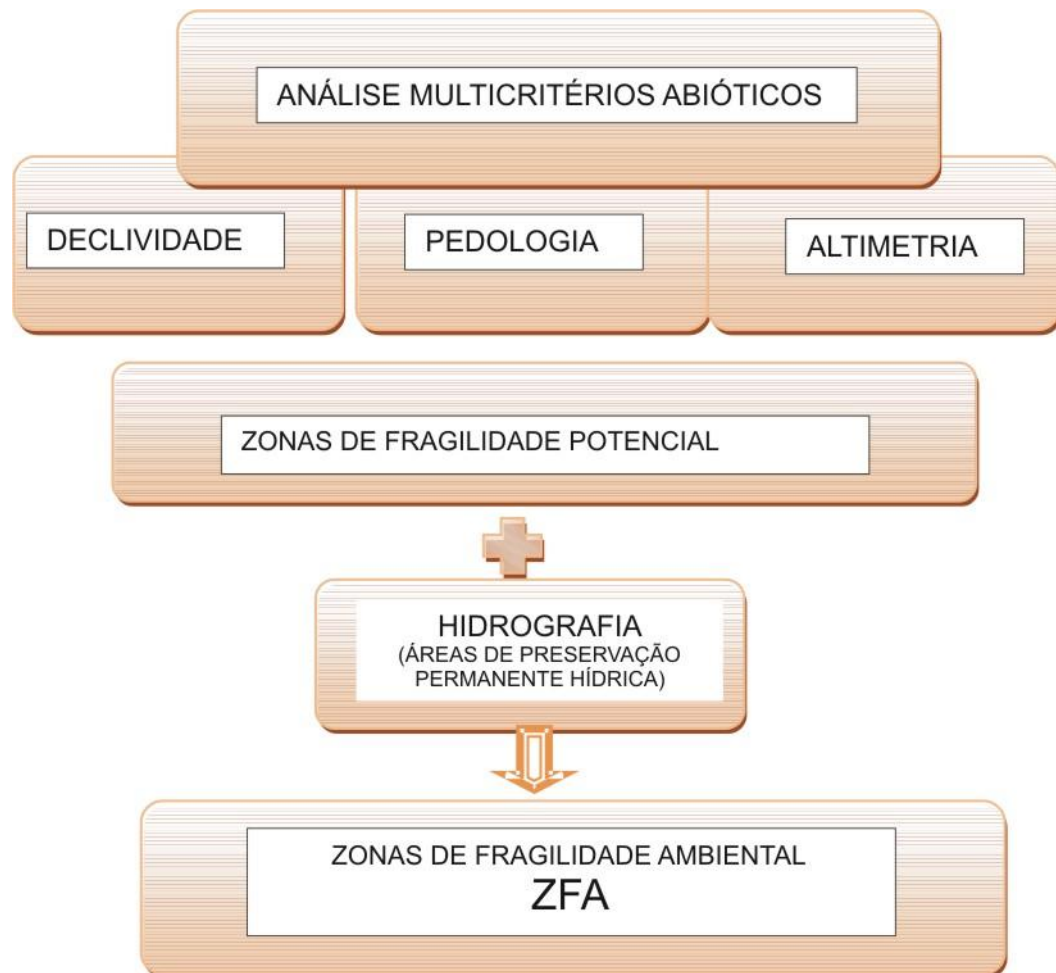 ANÁLISE MULTICRITÉRIOS ABIÓTICOS
DECLIVIDADE
PEDOLOGIA
ALTIMETRIA
ZONAS DE FRAGILIDADE POTENCIAL
HIDROGRAFIA
(ÁREAS DE PRESERVAÇÃO
PERMANENTE HÍDRICA)
ZONAS DE FRAGILIDADE AMBIENTAL
ZFA